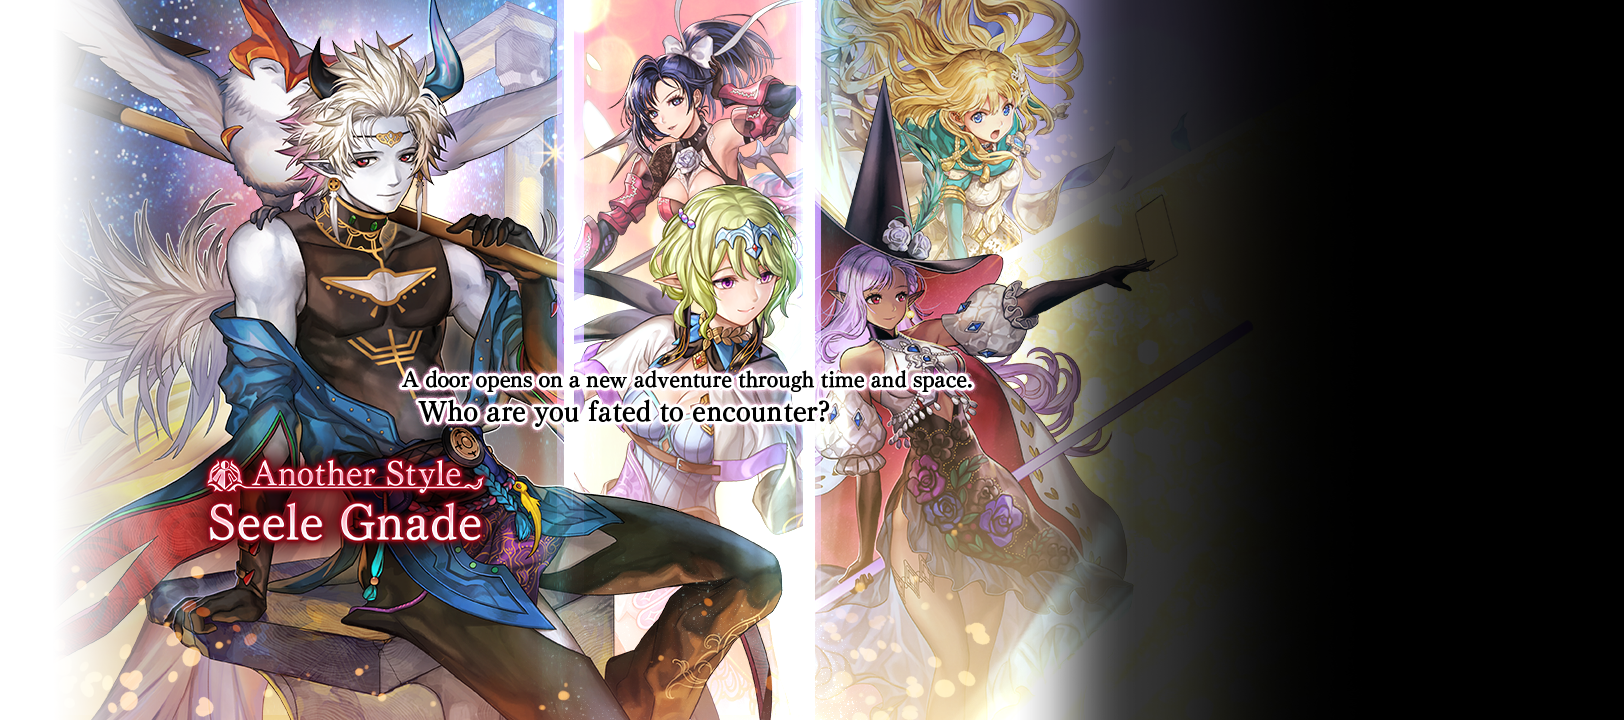 A door opens on a new adventure through time and space.
Who are you fated to encounter?
Another Style
Seele Gnade